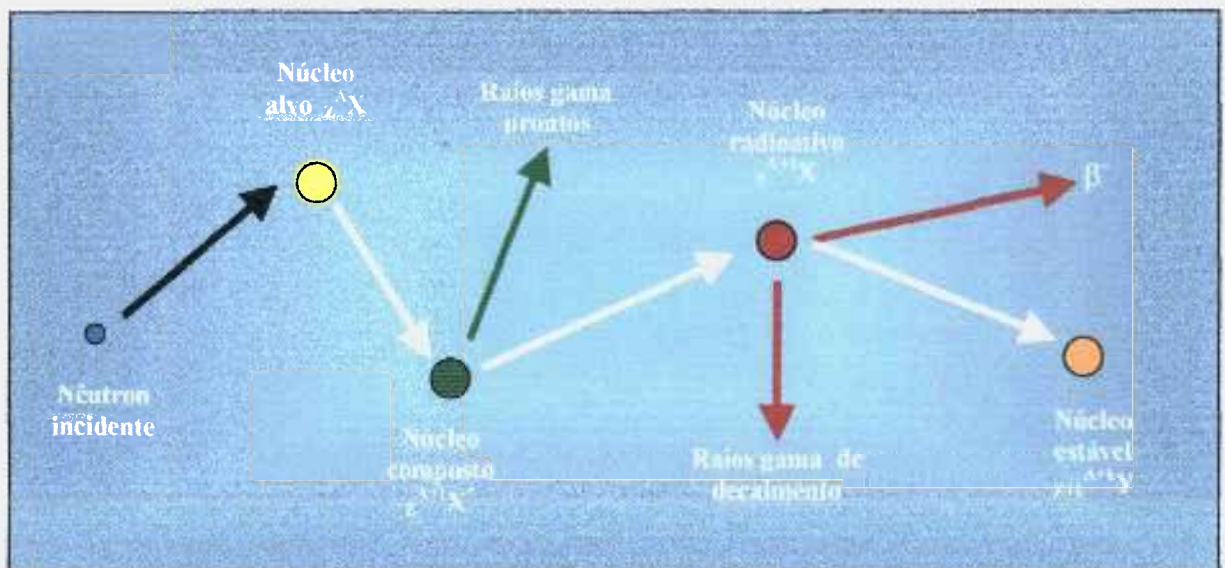 Núcleo
alvo
Raios gama
prontos
Núcleo
radioativo
β
Nêutron
incidente
Núcleo
composto
Raios gama de
decaimento
Núcleo
estável